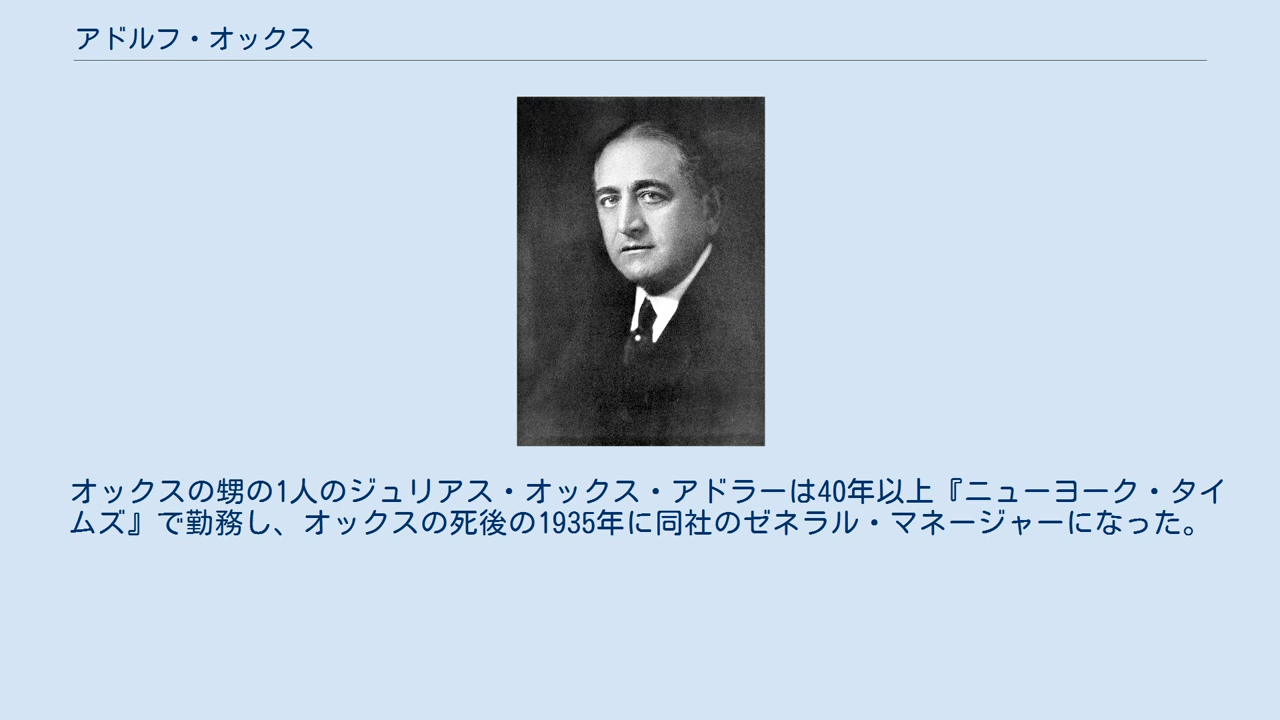 アドルフ・オックス
オックスの甥の1人のジュリアス・オックス・アドラーは40年以上『ニューヨーク・タイ
ムズ』で勤務し、オックスの死後の1935年に同社のゼネラル・マネージャーになった。